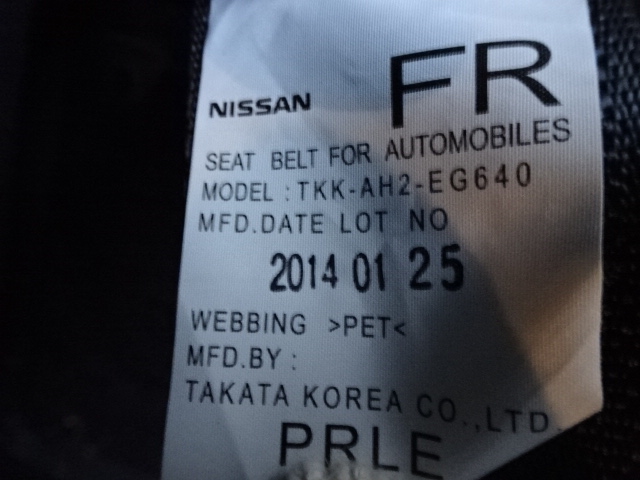 FR
NISSAN
SEAT BELT FOR AUTOMOBILES
MODEL : TKK-AH2-EG640
MFD.DATE LOT NO
2014 01 25
WEBBING >PET<
MFD.BY :
TAKATA KOREA CO.,LTD.
PRLE